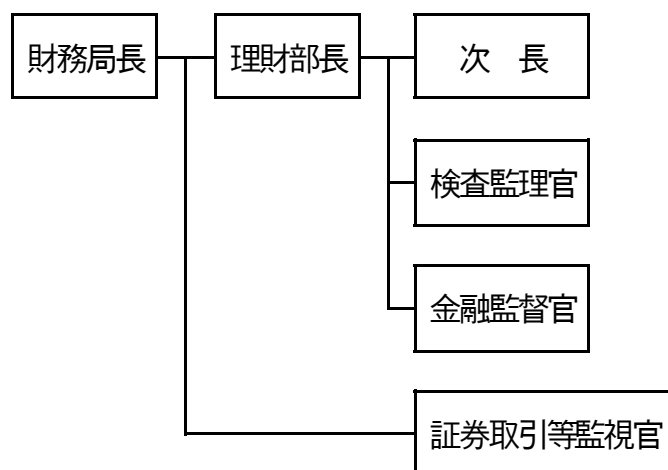 財務局長
理財部長
次 長
検査監理官
金融監督官
証券取引等監視官